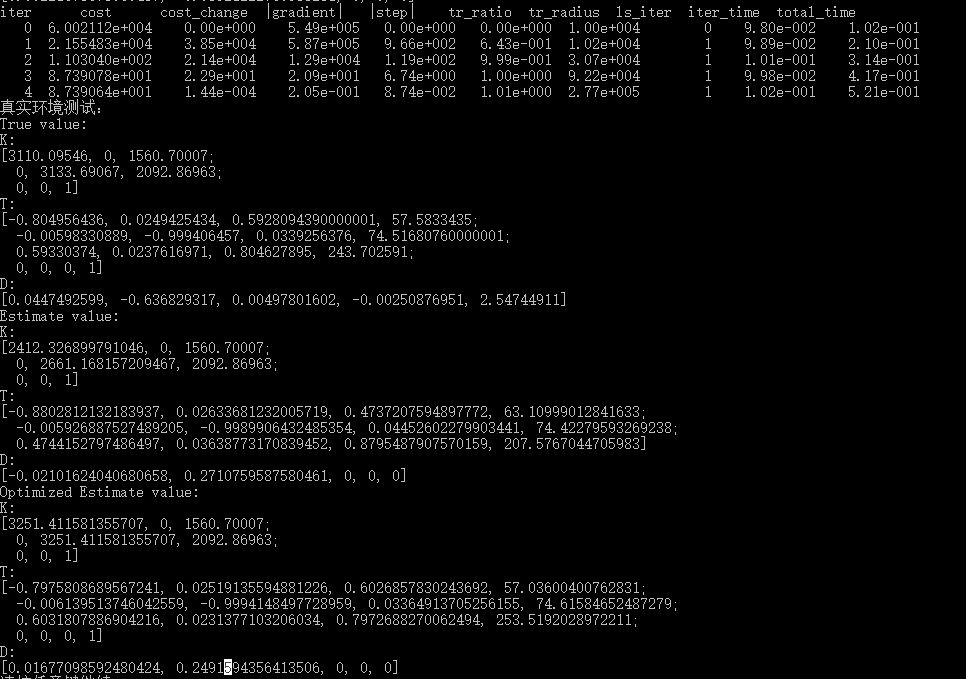 iter cost cost_change |gradient| |step| tr_ratio tr_radius ls_iter iter_time total_time
0 6.002112e+004 0.00e+000 5.49e+005 0.00e+000 0.00e+000 1.00e+004 0 9.80e-002 1.02e-001
1 2.155483e+004 3.85e+004 5.87e+005 9.66e+002 6.43e-001 1.02e+004 1 9.89e-002 2.10e-001
2 1.103040e+002 2.14e+004 1.29e+004 1.19e+002 9.99e-001 3.07e+004 1 1.01e-001 3.14e-001
3 8.739078e+001 2.29e+001 2.09e+001 6.74e+000 1.00e+000 9.22e+004 1 9.98e-002 4.17e-001
4 8.739064e+001 1.44e-004 2.05e-001 8.74e-002 1.01e+000 2.77e+005 1 1.02e-001 5.21e-001
真实环境测试:
True value:
K:
[3110.09546, 0, 1560.70007;
0, 3133.69067, 2092.86963;
0, 0, 1]
T:
[-0.804956436, 0.0249425434, 0.5928094390000001, 57.5833435;
-0.00598330889, -0.999406457, 0.0339256376, 74.51680760000001;
0.59330374, 0.0237616971, 0.804627895, 243.702591;
0, 0, 0, 1]
D:
[0.0447492599, -0.636829317, 0.00497801602, -0.00250876951, 2.54744911]
Estimate value:
K:
[2412.326899791046, 0, 1560.70007;
0, 2661.168157209467, 2092.86963;
0, 0, 1]
T:
[-0.8802812132183937, 0.02633681232005719, 0.4737207594897772, 63.10999012841633;
-0.005926887527489205, -0.9989906432485354, 0.04452602279903441, 74.42279593269238;
0.4744152797486497, 0.03638773170839452, 0.8795487907570159, 207.5767044705983]
D:
[-0.02101624040680658, 0.2710759587580461, 0, 0, 0]
Optimized Estimate value:
K:
[3251.411581355707, 0, 1560.70007;
0, 3251.411581355707, 2092.86963;
0, 0, 1]
T:
[-0.7975808689567241, 0.02519135594881226, 0.6026857830243692, 57.03600400762831;
-0.006139513746042559, -0.9994148497728959, 0.03364913705256155, 74.61584652487279;
0.6031807886904216, 0.0231377103206034, 0.7972688270062494, 253.5192028972211;
0, 0, 0, 1]
D:
[0.01677098592480424, 0.2491594356413506, 0, 0, 0]